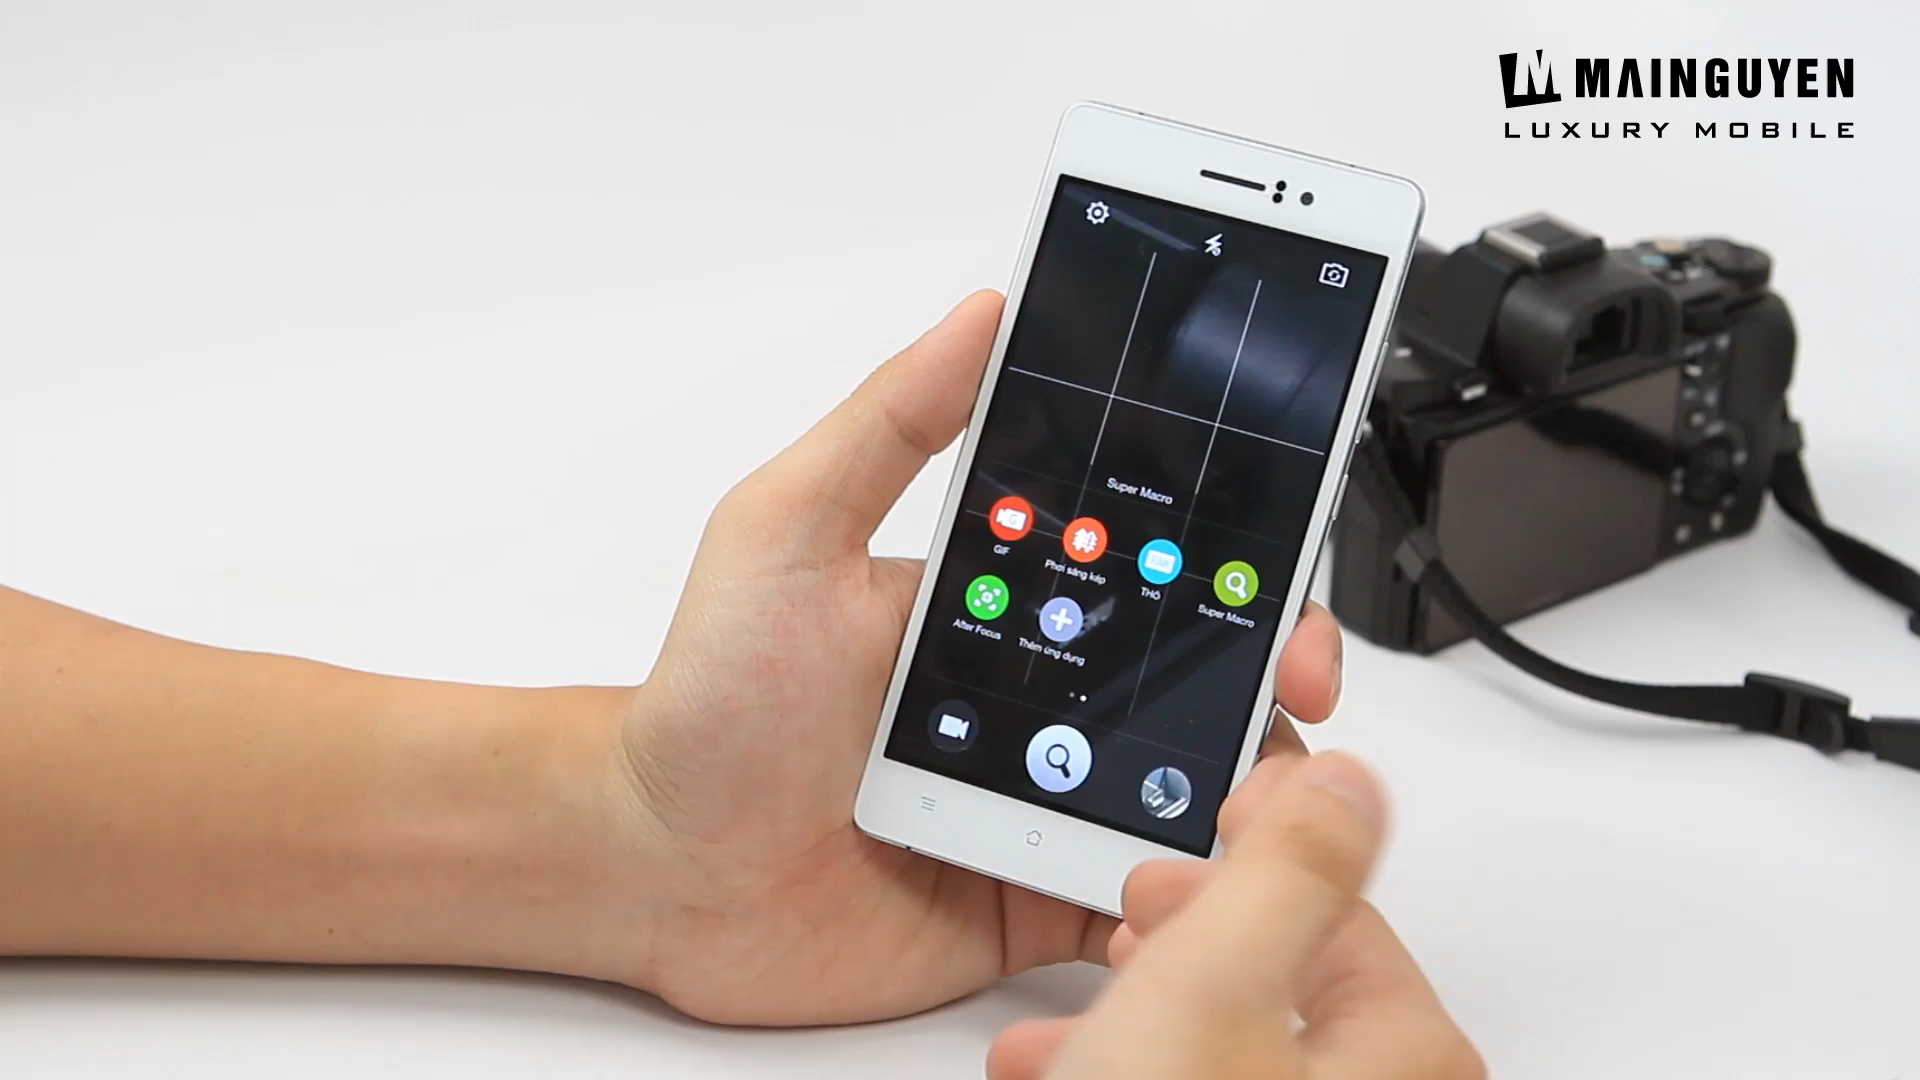 MAINGUYEN
LUXURY MOBILE
Super Macro
GIF
Phơi sáng kép
THÔ
Super Macro
After Focus
Thêm ứng dụng